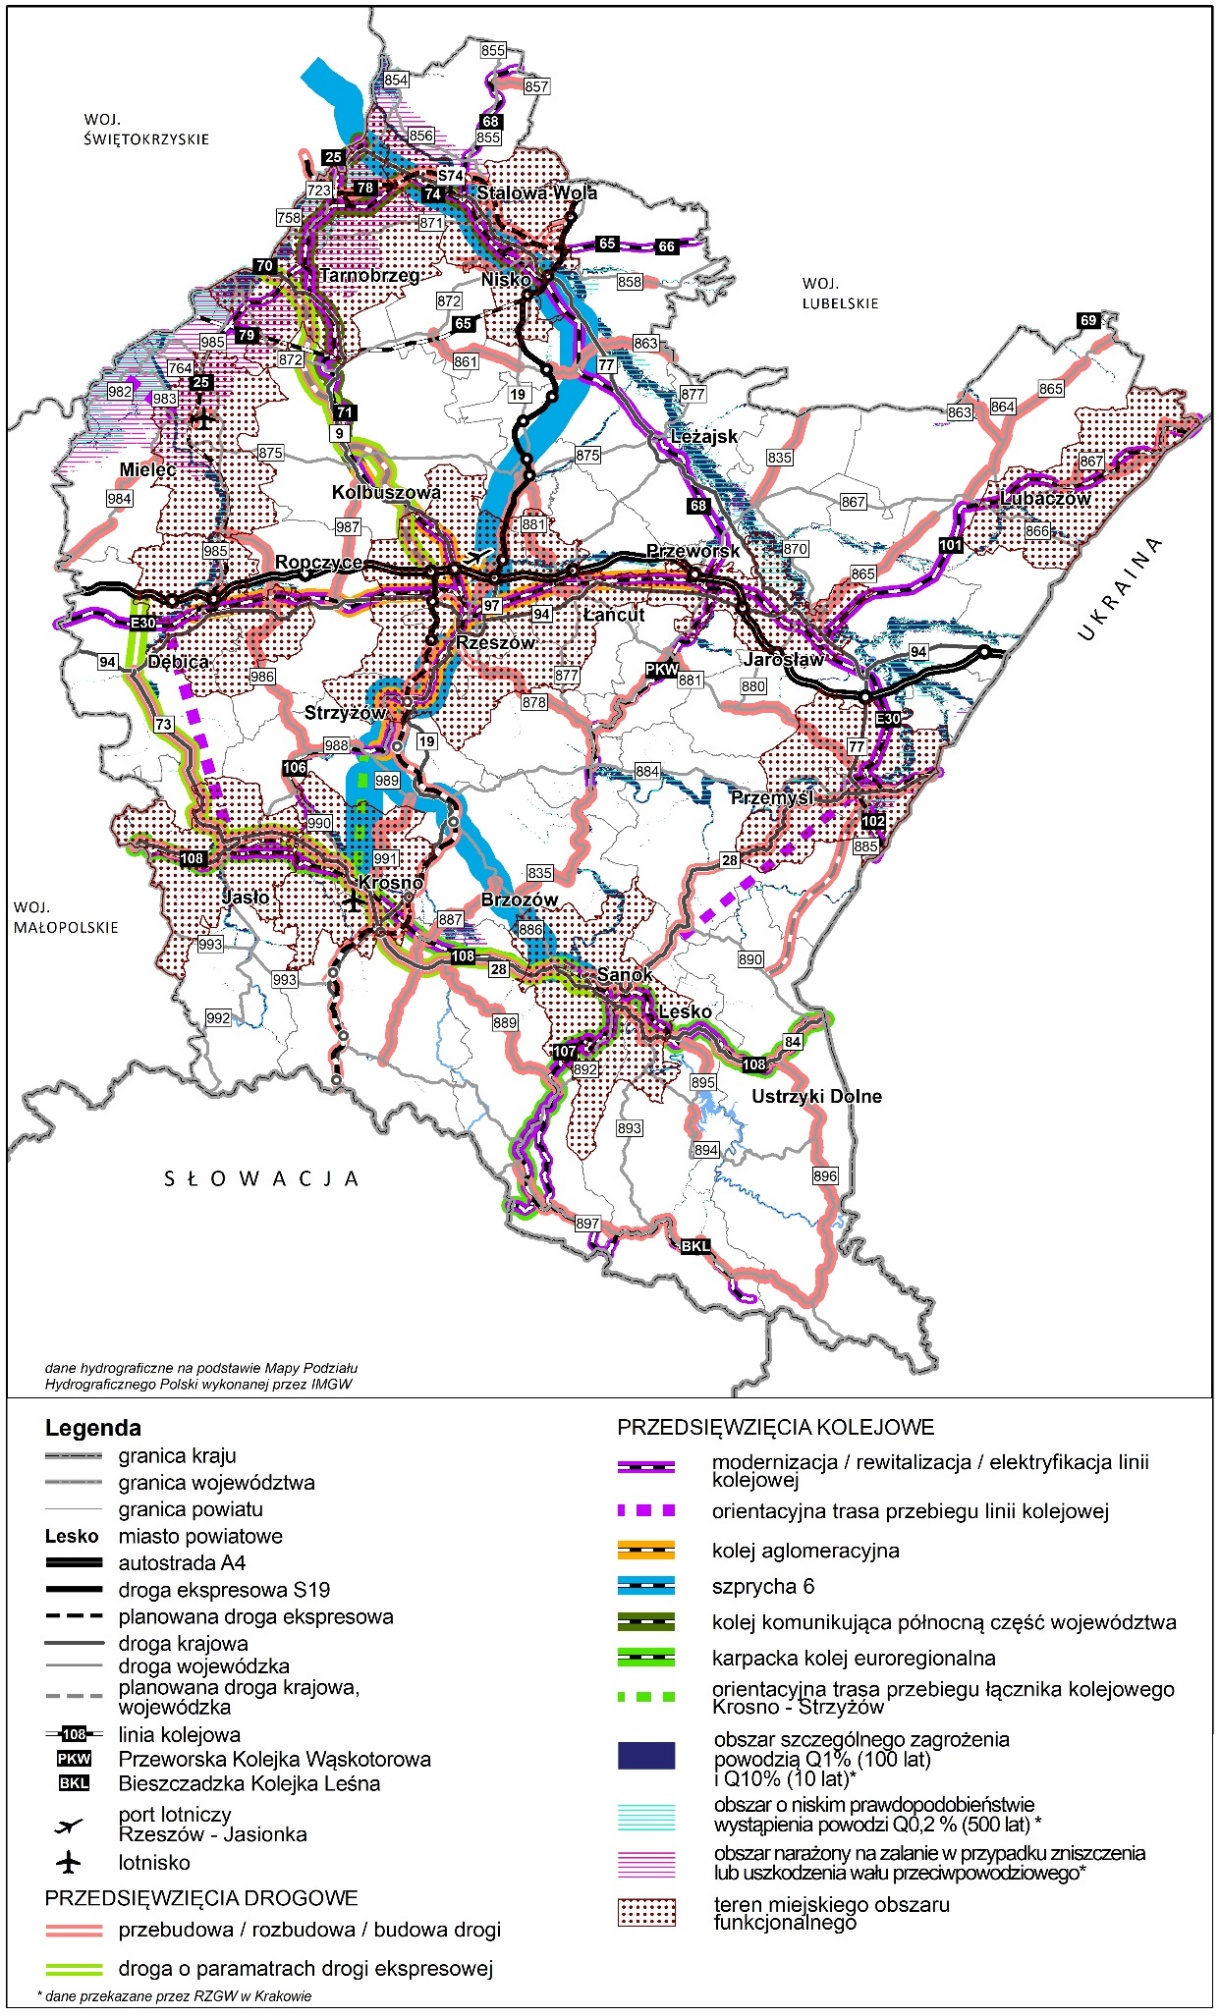 WOJ.
ŚWIĘTOKRZYSKIE
855
854
857
68
856
855
25
S74
723
78
74
Stalowa Wola
758
871
65
66
70
Tarnobrzeg
Nisko
858
WOJ.
LUBELSKIE
872
65
69
79
985
872
861
863
77
764
25
982
983
19
877
865
71
863
864
9
Leżajsk
875
875
835
867
Mielec
984
Kolbuszowa
867
Lubaczów
68
987
881
866
985
Ropczyce
Przeworsk
870
101
865
UKRAINA
97
94
Łańcut
E30
Rzeszów
94
Dębica
PKW
Jarosław
94
986
877
881
880
878
Strzyżów
73
19
E30
988
77
106
989
884
Przemyśl
990
102
991
885
108
28
Krosno
835
Jasło
Brzozów
WOJ.
MAŁOPOLSKIE
887
886
993
108
28
890
993
Sanok
992
Lesko
889
84
107
892
108
895
Ustrzyki Dolne
893
894
SŁOWACJA
896
897
BKL
dane hydrograficzne na podstawie Mapy Podziału
Hydrograficznego Polski wykonanej przez IMGW
Legenda
granica kraju
granica województwa
granica powiatu
Lesko miasto powiatowe
autostrada A4
droga ekspresowa S19
planowana droga ekspresowa
droga krajowa
droga wojewódzka
planowana droga krajowa,
wojewódzka
108 linia kolejowa
PKW Przeworska Kolejka Wąskotorowa
BKL Bieszczadzka Kolejka Leśna
port lotniczy
Rzeszów - Jasionka
lotnisko
PRZEDSIĘWZIĘCIA DROGOWE
przebudowa / rozbudowa / budowa drogi
droga o paramatrach drogi ekspresowej
* dane przekazane przez RZGW w Krakowie
PRZEDSIĘWZIĘCIA KOLEJOWE
modernizacja / rewitalizacja / elektryfikacja linii
kolejowej
orientacyjna trasa przebiegu linii kolejowej
kolej aglomeracyjna
szprycha 6
kolej komunikująca północną część województwa
karpacka kolej euroregionalna
orientacyjna trasa przebiegu łącznika kolejowego
Krosno - Strzyżów
obszar szczególnego zagrożenia
powodzią Q1% (100 lat)
i Q10% (10 lat)*
obszar o niskim prawdopodobieństwie
wystąpienia powodzi Q0,2 % (500 lat) *
obszar narażony na zalanie w przypadku zniszczenia
lub uszkodzenia wału przeciwpowodziowego*
teren miejskiego obszaru
funkcjonalnego